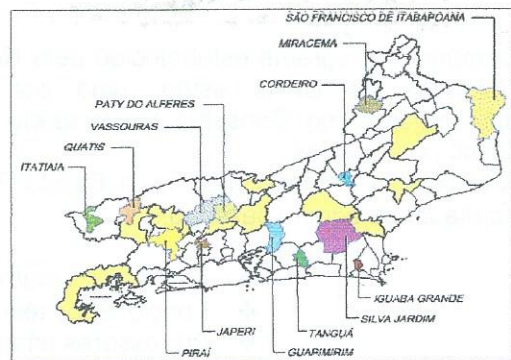 SÃO FRANCISCO DE ITABAPOANA
MIRACEMA
CORDEIRO
PATY DO ALFERES
VASSOURAS
QUATIS
ITATIAIA
IGUABA GRANDE
SILVA JARDIM
JAPERI
TANGUÁ
PIRAÍ
GUAPIMIRIM